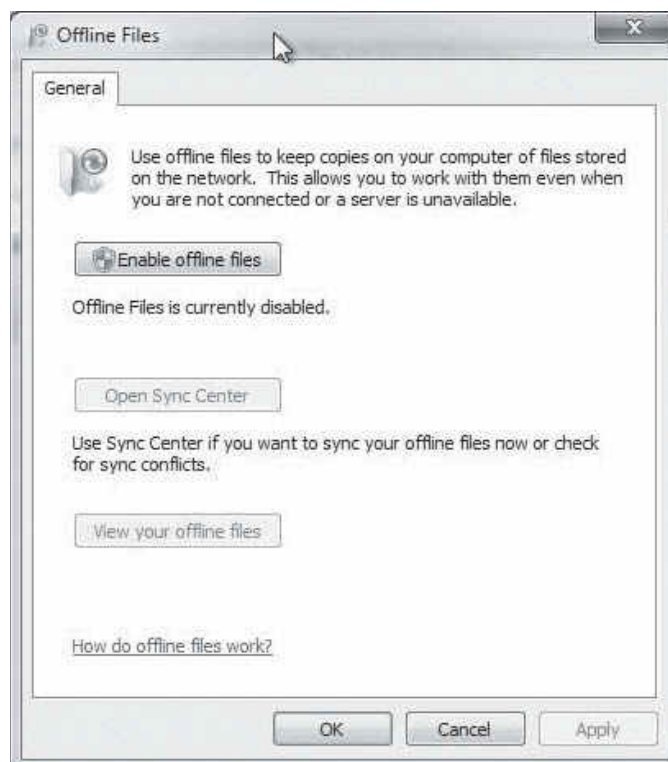 Offline Files
General
Use offline files to keep copies on your computer of files stored
on the network.  This allows you to work with them even when
you are not connected or a server is unavailable.
Enable offline files
Offline Files is currently disabled.
Open Sync Center
Use Sync Center if you want to sync your offline files now or check
for sync conflicts.
View your offline files
How do offline files work?
OK
Cancel
Apply